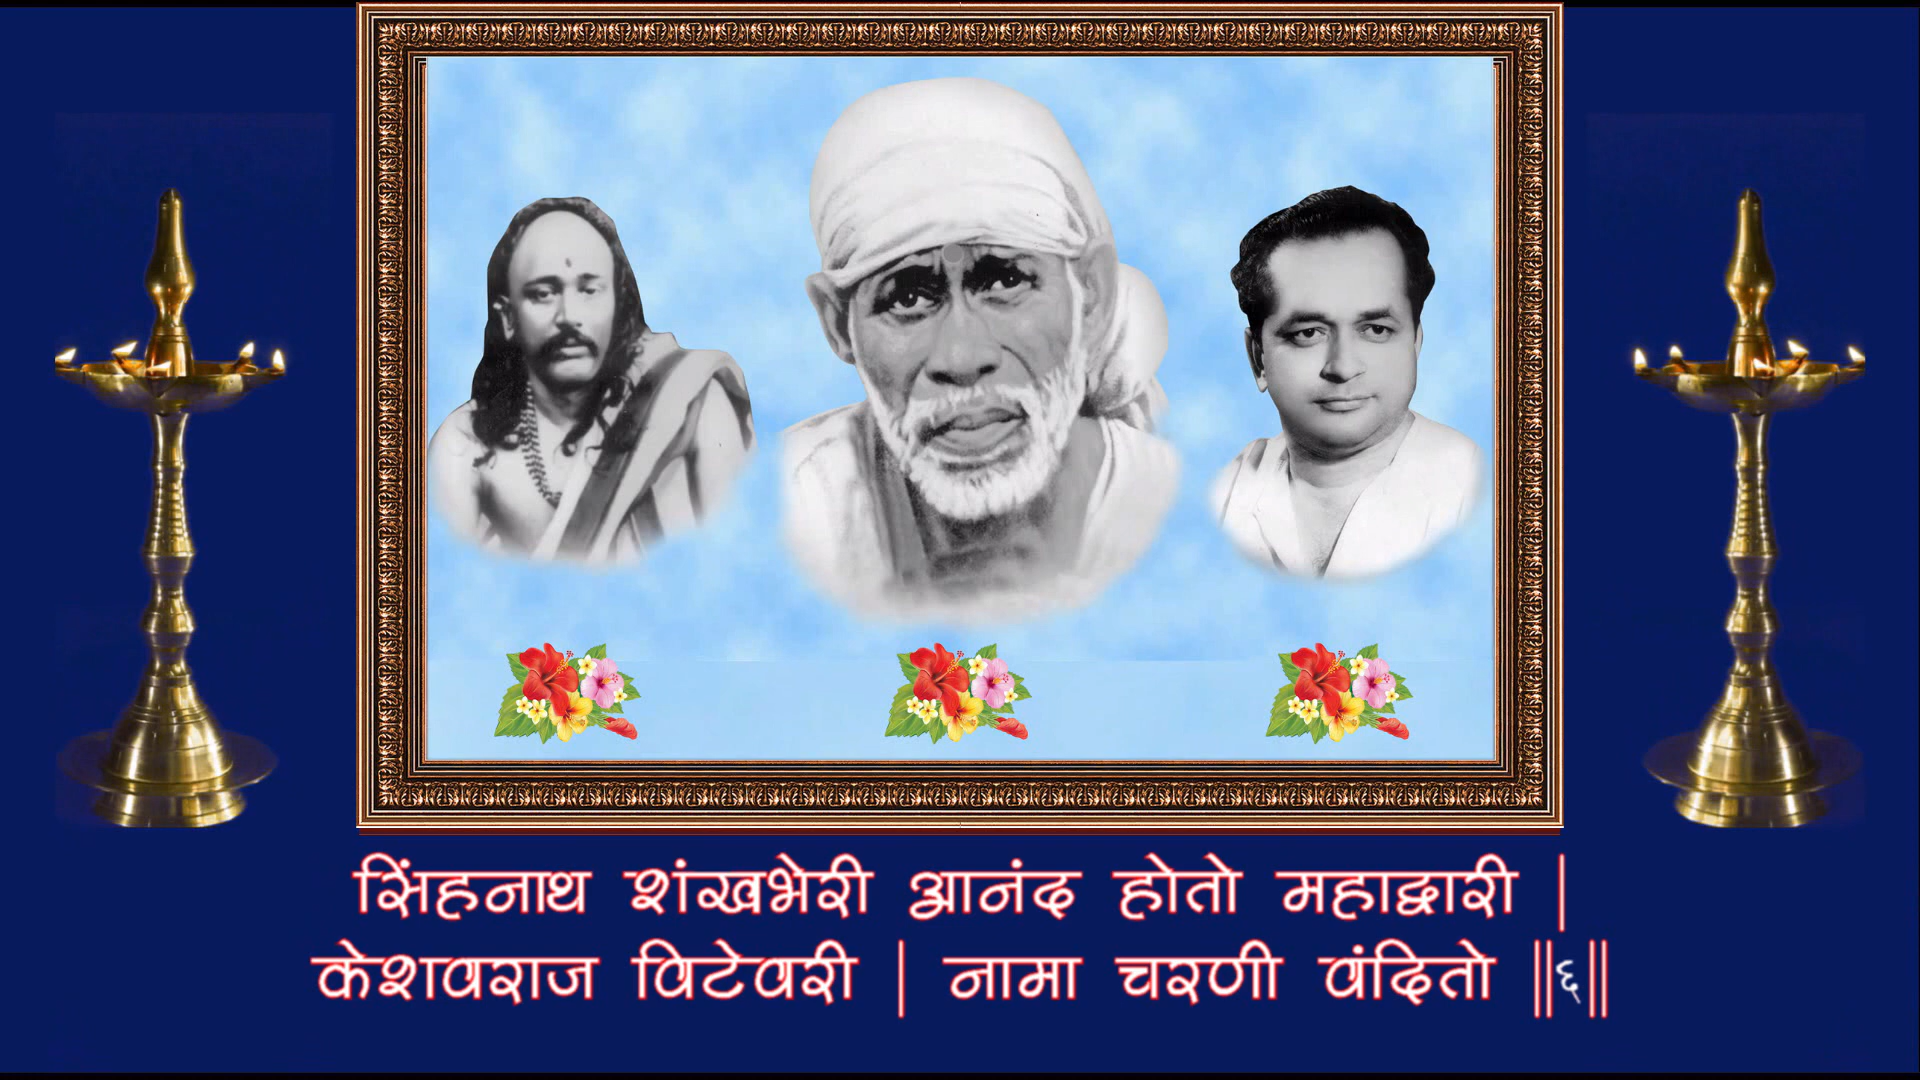 सिंहनाथ शंखभेरी आनंद होतो महाद्वारी |
केशवराज विटेवरी | नामा चरणी वंदितो ||६||